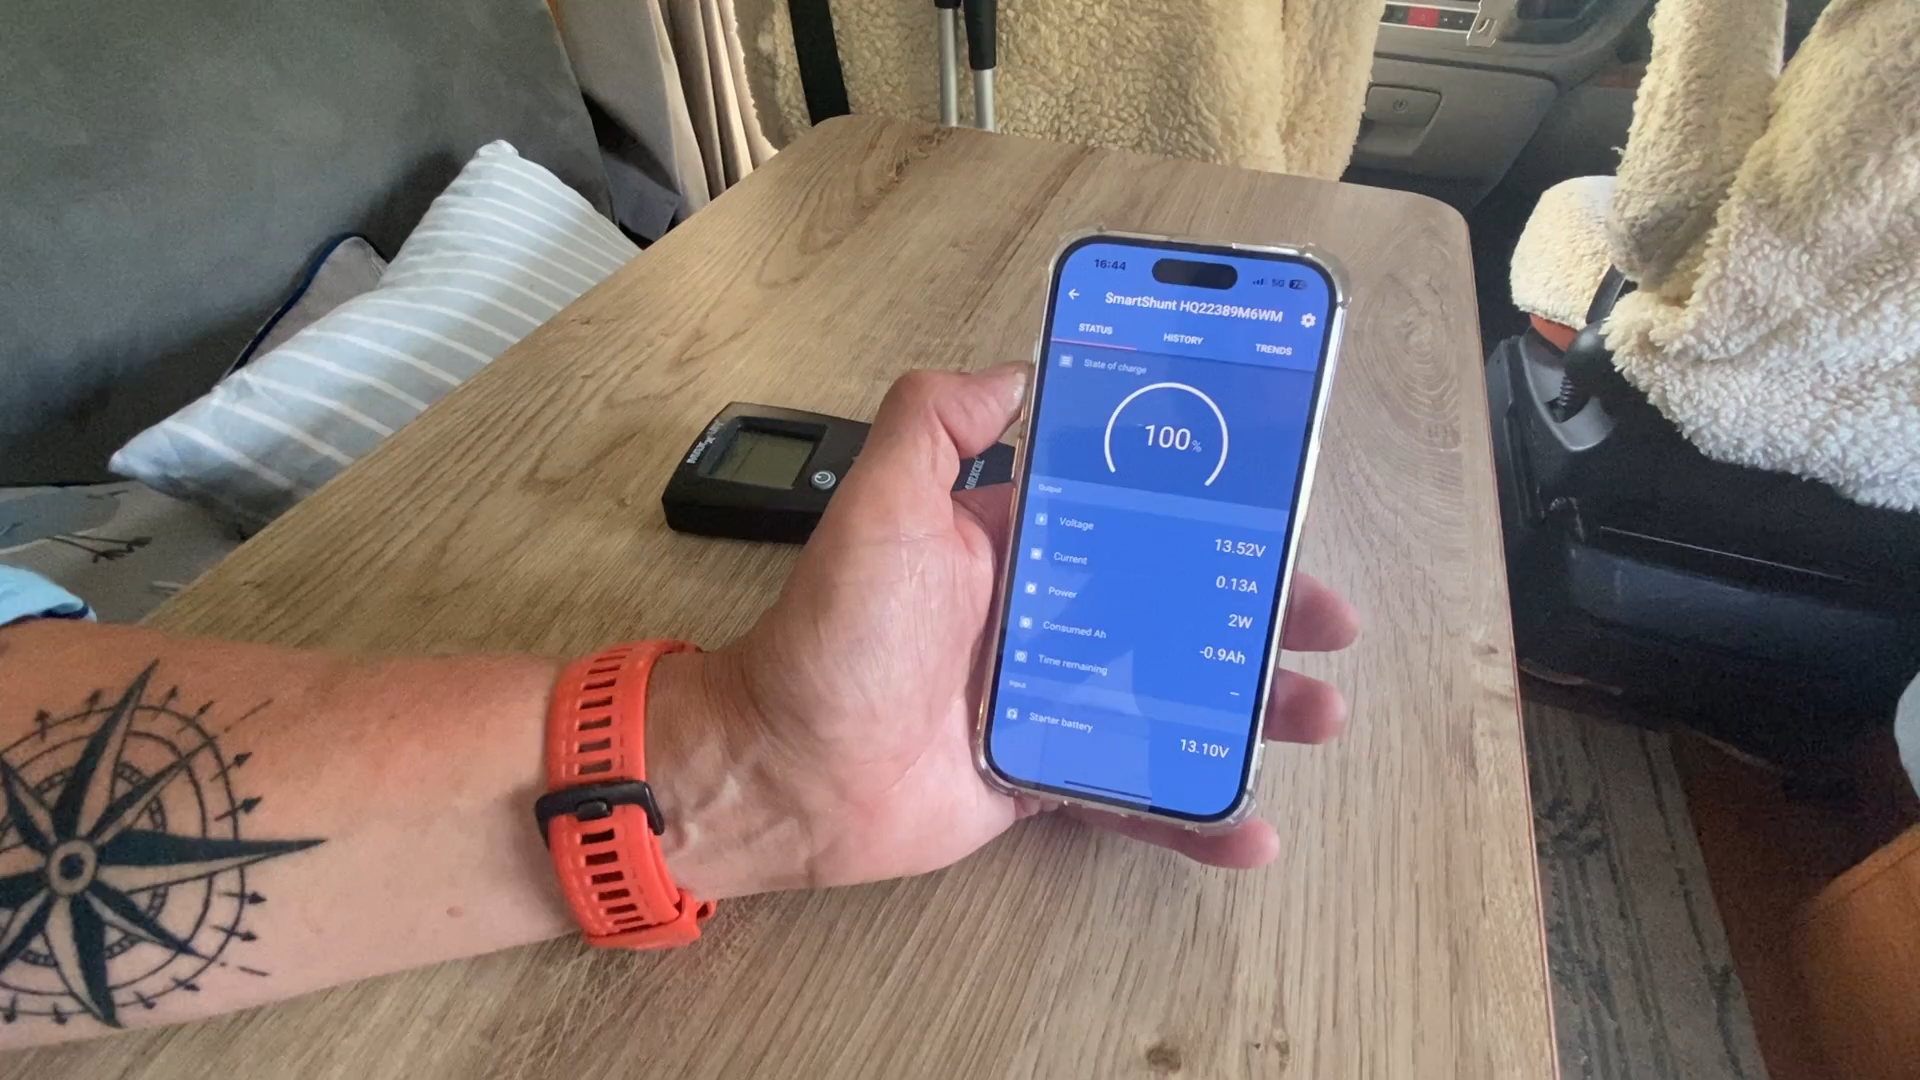 16:44
5G
SmartShunt HQ22389M6WM
STATUS
HISTORY
TRENDS
State of charge
100%
Output
Voltage
13.52V
Current
0.13A
Power
2W
Consumed Ah
-0.9Ah
Time remaining
--
Input
Starter battery
13.10V